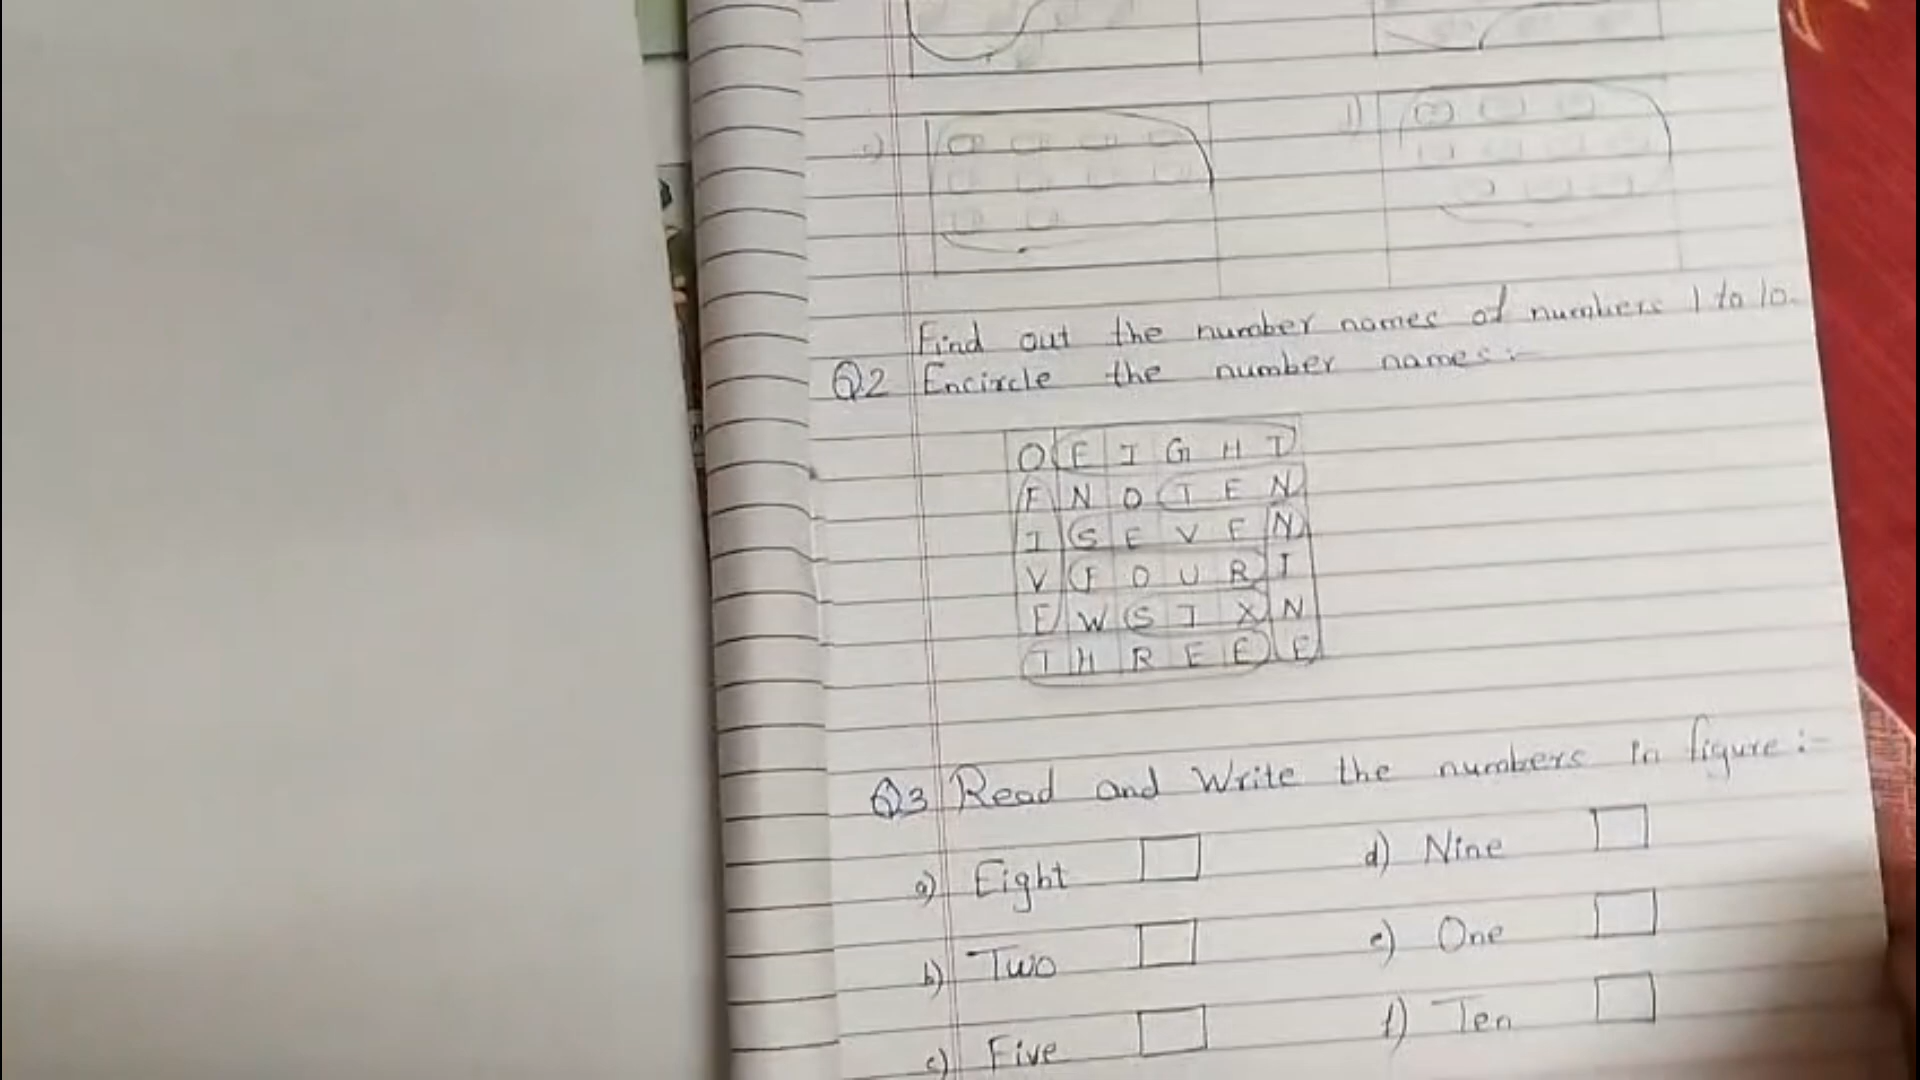 Find out the number names of numbers 1 to 10.
Q2 Encircle the number names:-
O E I G H T
F N O T E N
I S E V E N
V F O U R I
E W S I X N
T H R E E E
Q3 Read and Write the numbers in figure:-
a) Eight d) Nine
b) Two e) One
c) Five f) Ten